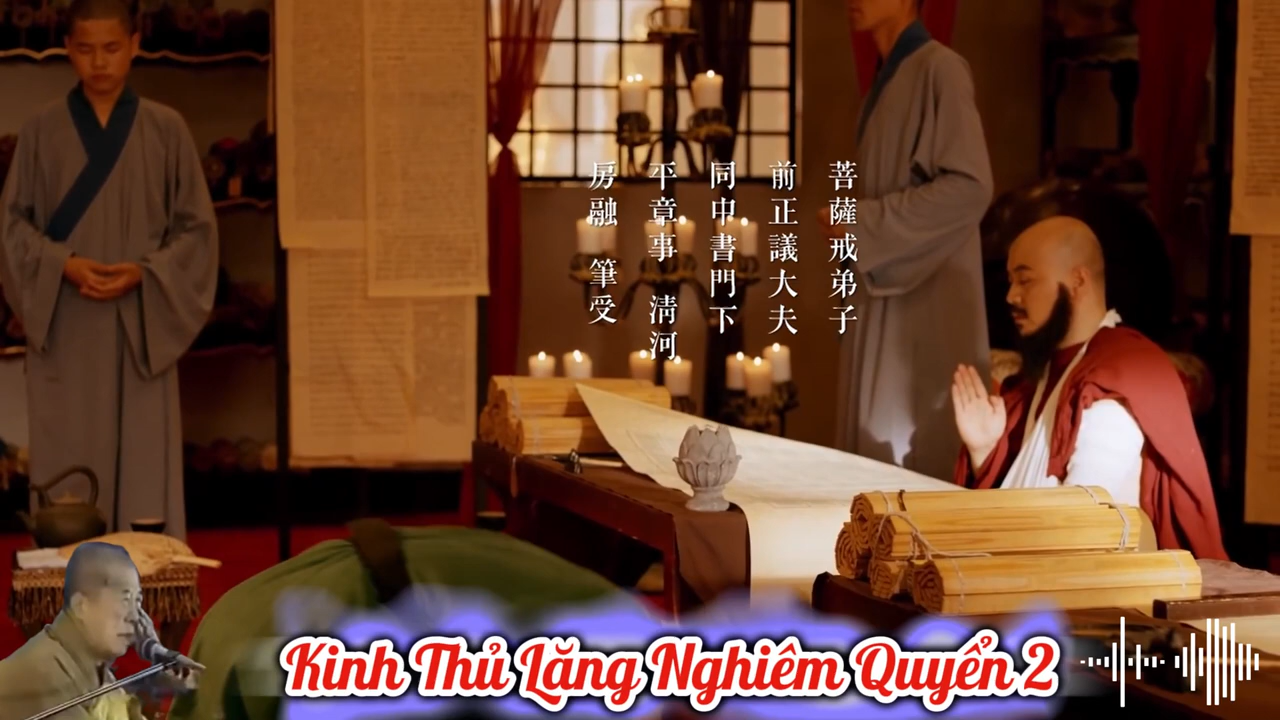 菩薩戒弟子
前正議大夫
同中書門下
平章事 清河
房融 筆受
Kinh Thủ Lăng Nghiêm Quyển 2